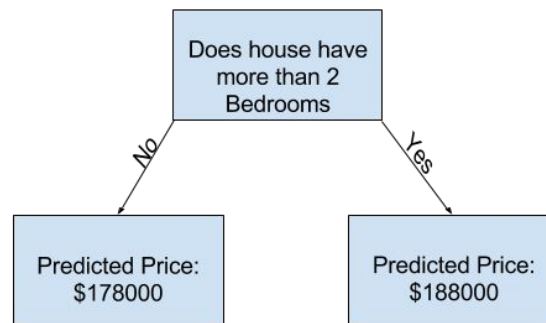 Does house have
more than 2
Bedrooms
No
Yes
Predicted Price:
$178000
Predicted Price:
$188000